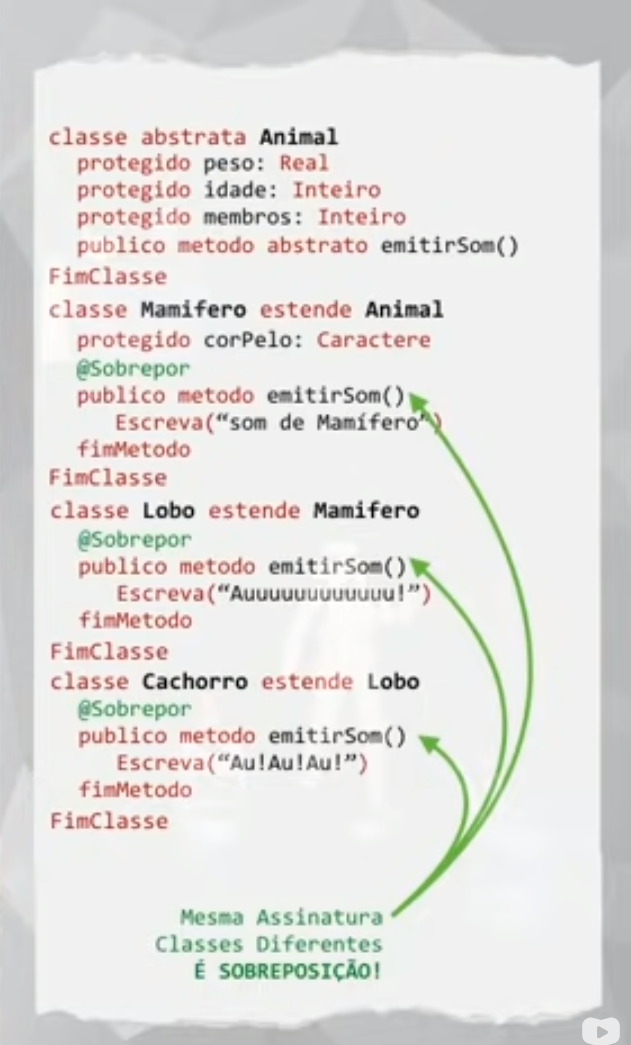 classe abstrata Animal
protegido peso: Real
protegido idade: Inteiro
protegido membros: Inteiro
publico metodo abstrato emitirSom()
FimClasse
classe Mamifero estende Animal
protegido corPelo: Caractere
@Sobrepor
publico metodo emitirSom()
Escreva(“som de Mamífero”)
fimMetodo
FimClasse
classe Lobo estende Mamifero
@Sobrepor
publico metodo emitirSom()
Escreva(“Auuuuuuuuuuuu!”)
fimMetodo
FimClasse
classe Cachorro estende Lobo
@Sobrepor
publico metodo emitirSom()
Escreva(“Au!Au!Au!”)
fimMetodo
FimClasse
Mesma Assinatura
Classes Diferentes
É SOBREPOSIÇÃO!